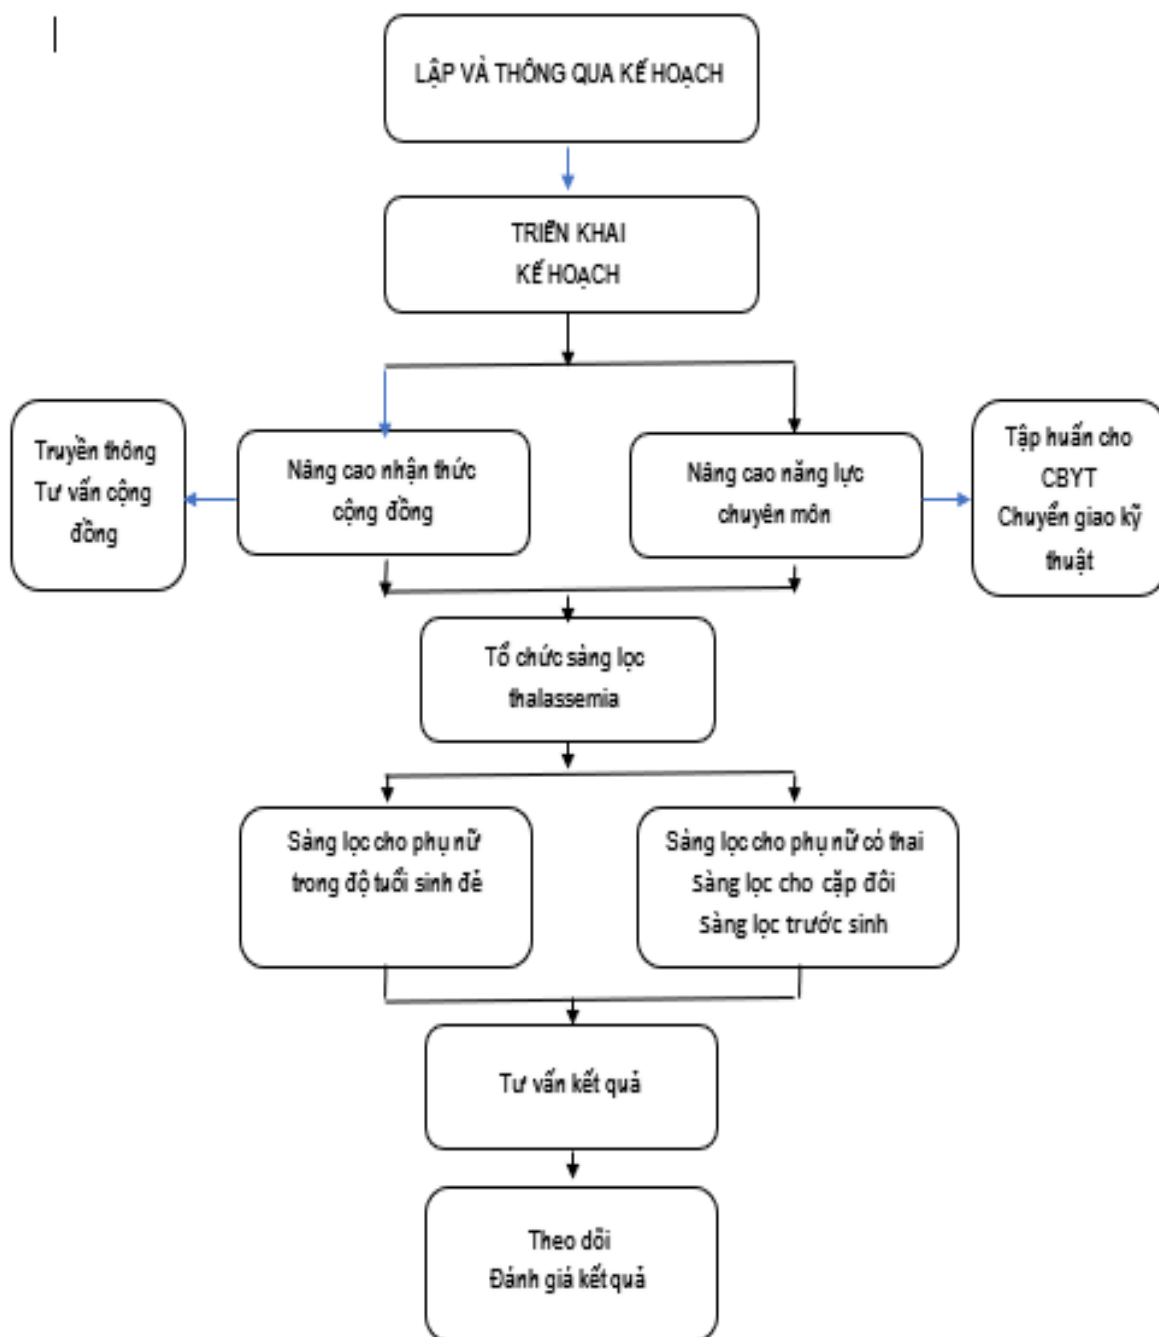 LẬP VÀ THÔNG QUA KẾ HOẠCH
TRIỂN KHAI
KẾ HOẠCH
Truyền thông
Tư vấn cộng
đồng
Nâng cao nhận thức
cộng đồng
Nâng cao năng lực
chuyên môn
Tập huấn cho
CBYT
Chuyển giao kỹ
thuật
Tổ chức sàng lọc
thalassemia
Sàng lọc cho phụ nữ
trong độ tuổi sinh đẻ
Sàng lọc cho phụ nữ có thai
Sàng lọc cho cặp đôi
Sàng lọc trước sinh
Tư vấn kết quả
Theo dõi
Đánh giá kết quả